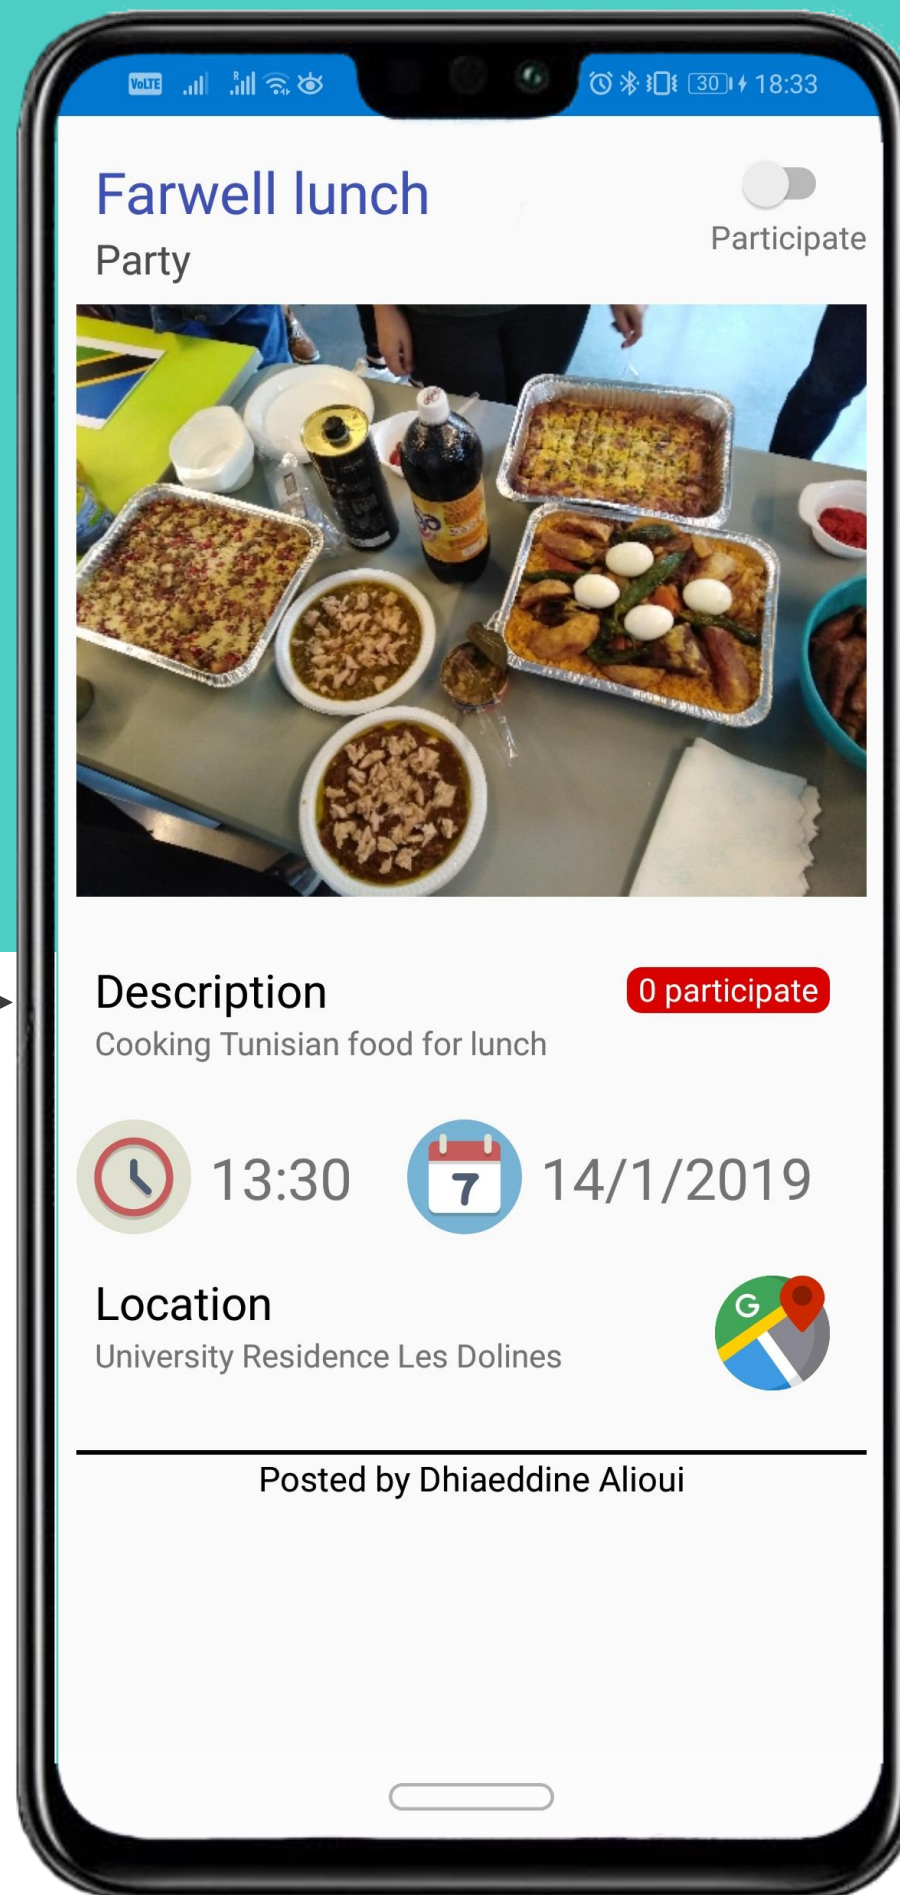 VoLTE
R
30
18:33
Farwell lunch
Participate
Party
Description
0 participate
Cooking Tunisian food for lunch
13:30
7
14/1/2019
Location
G
University Residence Les Dolines
Posted by Dhiaeddine Alioui